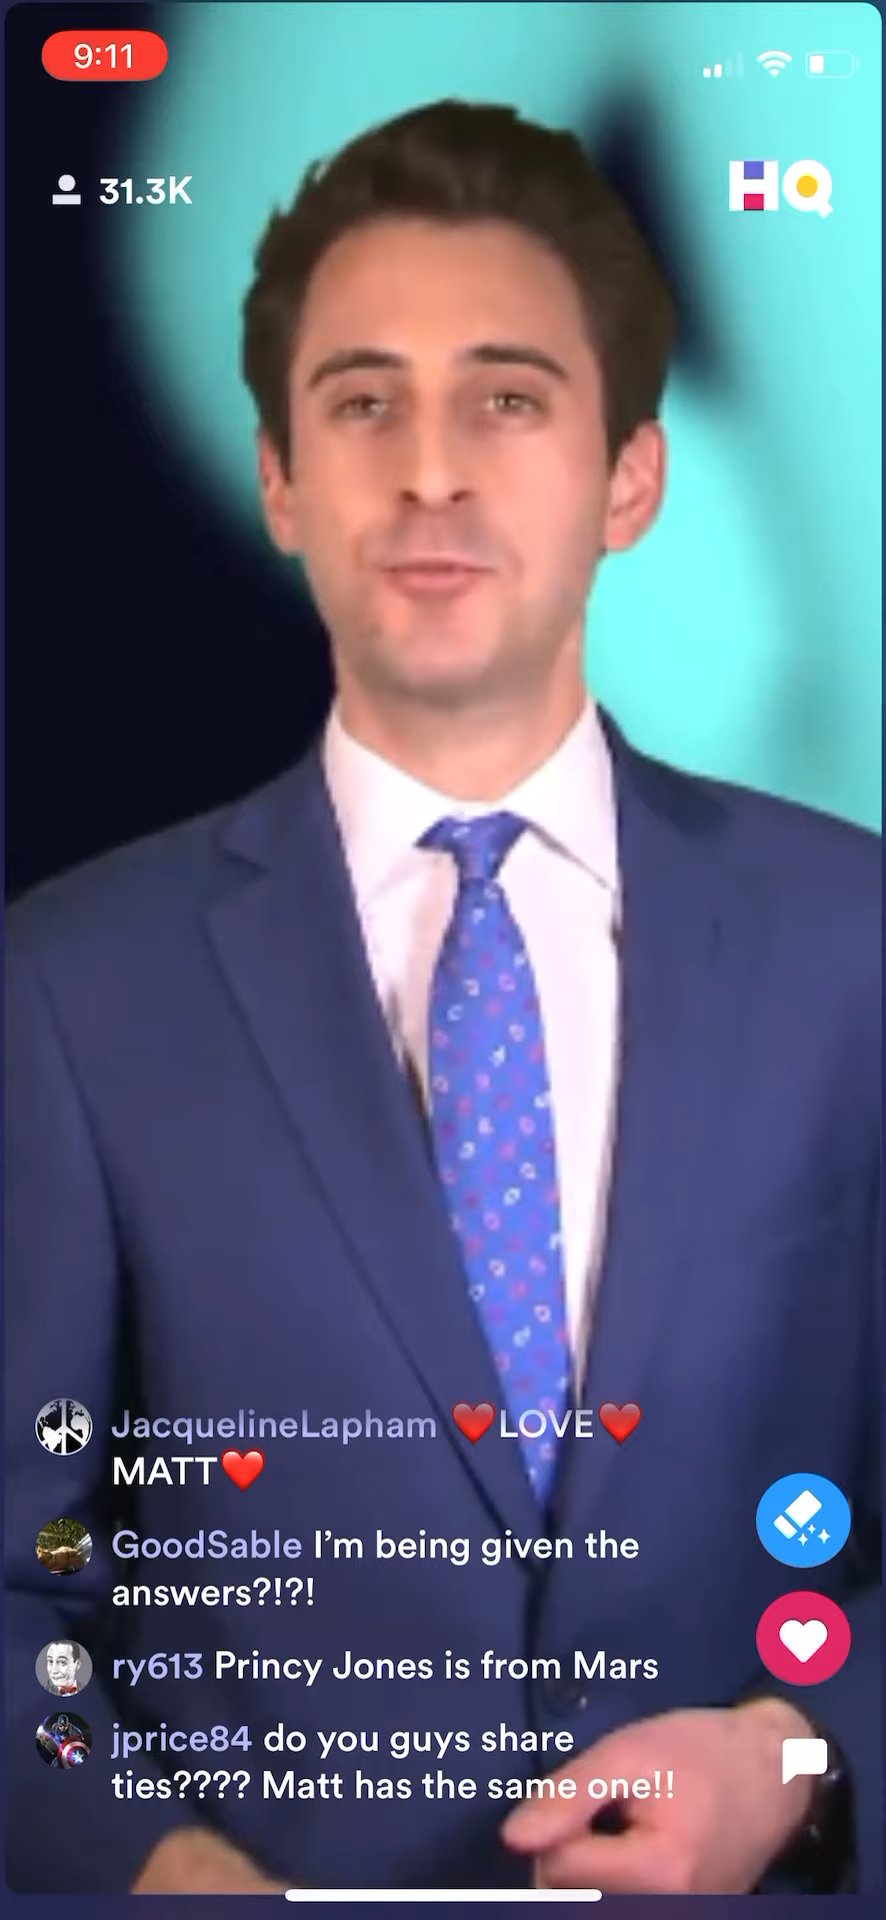 9:11
31.3K
HQ
JacquelineLapham ❤️LOVE❤️
MATT❤️
GoodSable I’m being given the
answers?!?!
ry613 Princy Jones is from Mars
jprice84 do you guys share
ties???? Matt has the same one!!